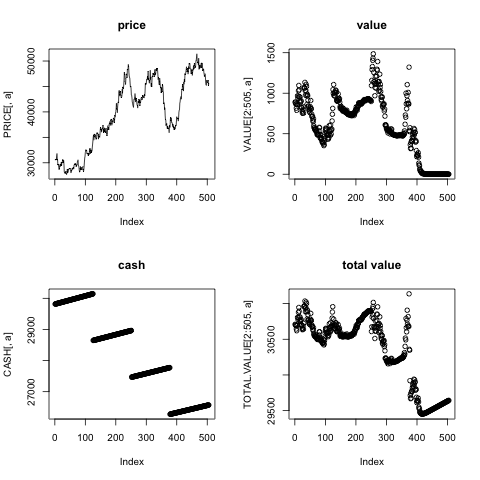 price
value
PRICE[, a]
30000
40000
50000
0
100
200
300
400
500
Index
VALUE[2:505, a]
0
500
1000
1500
0
100
200
300
400
500
Index
cash
total value
CASH[, a]
27000
29000
0
100
200
300
400
500
Index
TOTAL.VALUE[2:505, a]
29500
30500
0
100
200
300
400
500
Index